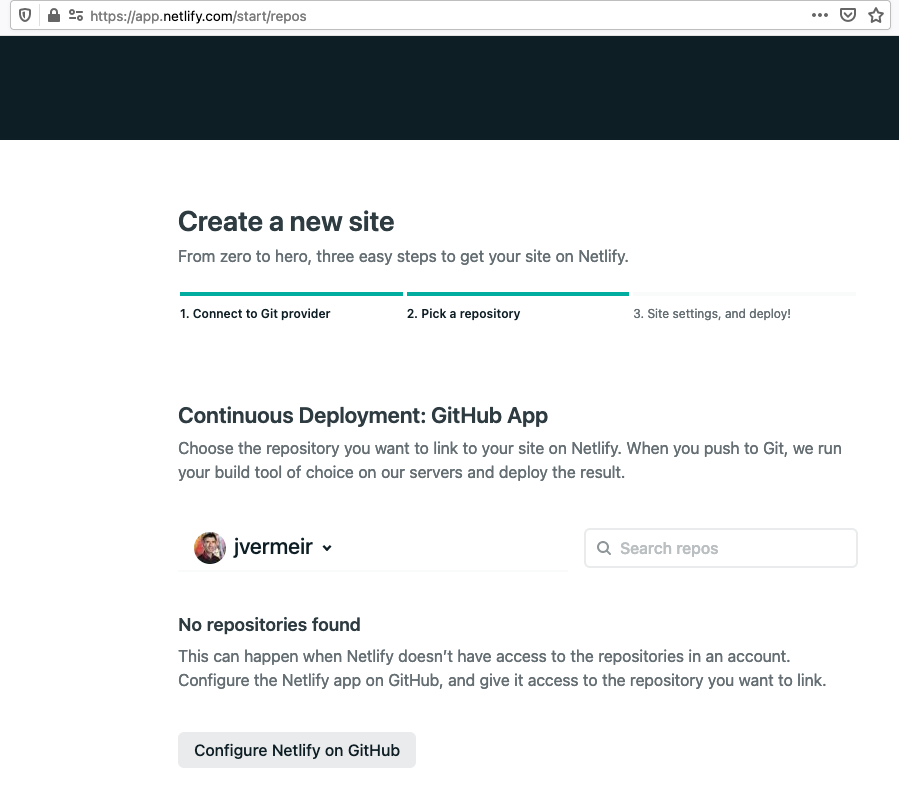 https://app.netlify.com/start/repos
Create a new site
From zero to hero, three easy steps to get your site on Netlify.
1. Connect to Git provider
2. Pick a repository
3. Site settings, and deploy!
Continuous Deployment: GitHub App
Choose the repository you want to link to your site on Netlify. When you push to Git, we run
your build tool of choice on our servers and deploy the result.
jvermeir
Search repos
No repositories found
This can happen when Netlify doesn’t have access to the repositories in an account.
Configure the Netlify app on GitHub, and give it access to the repository you want to link.
Configure Netlify on GitHub